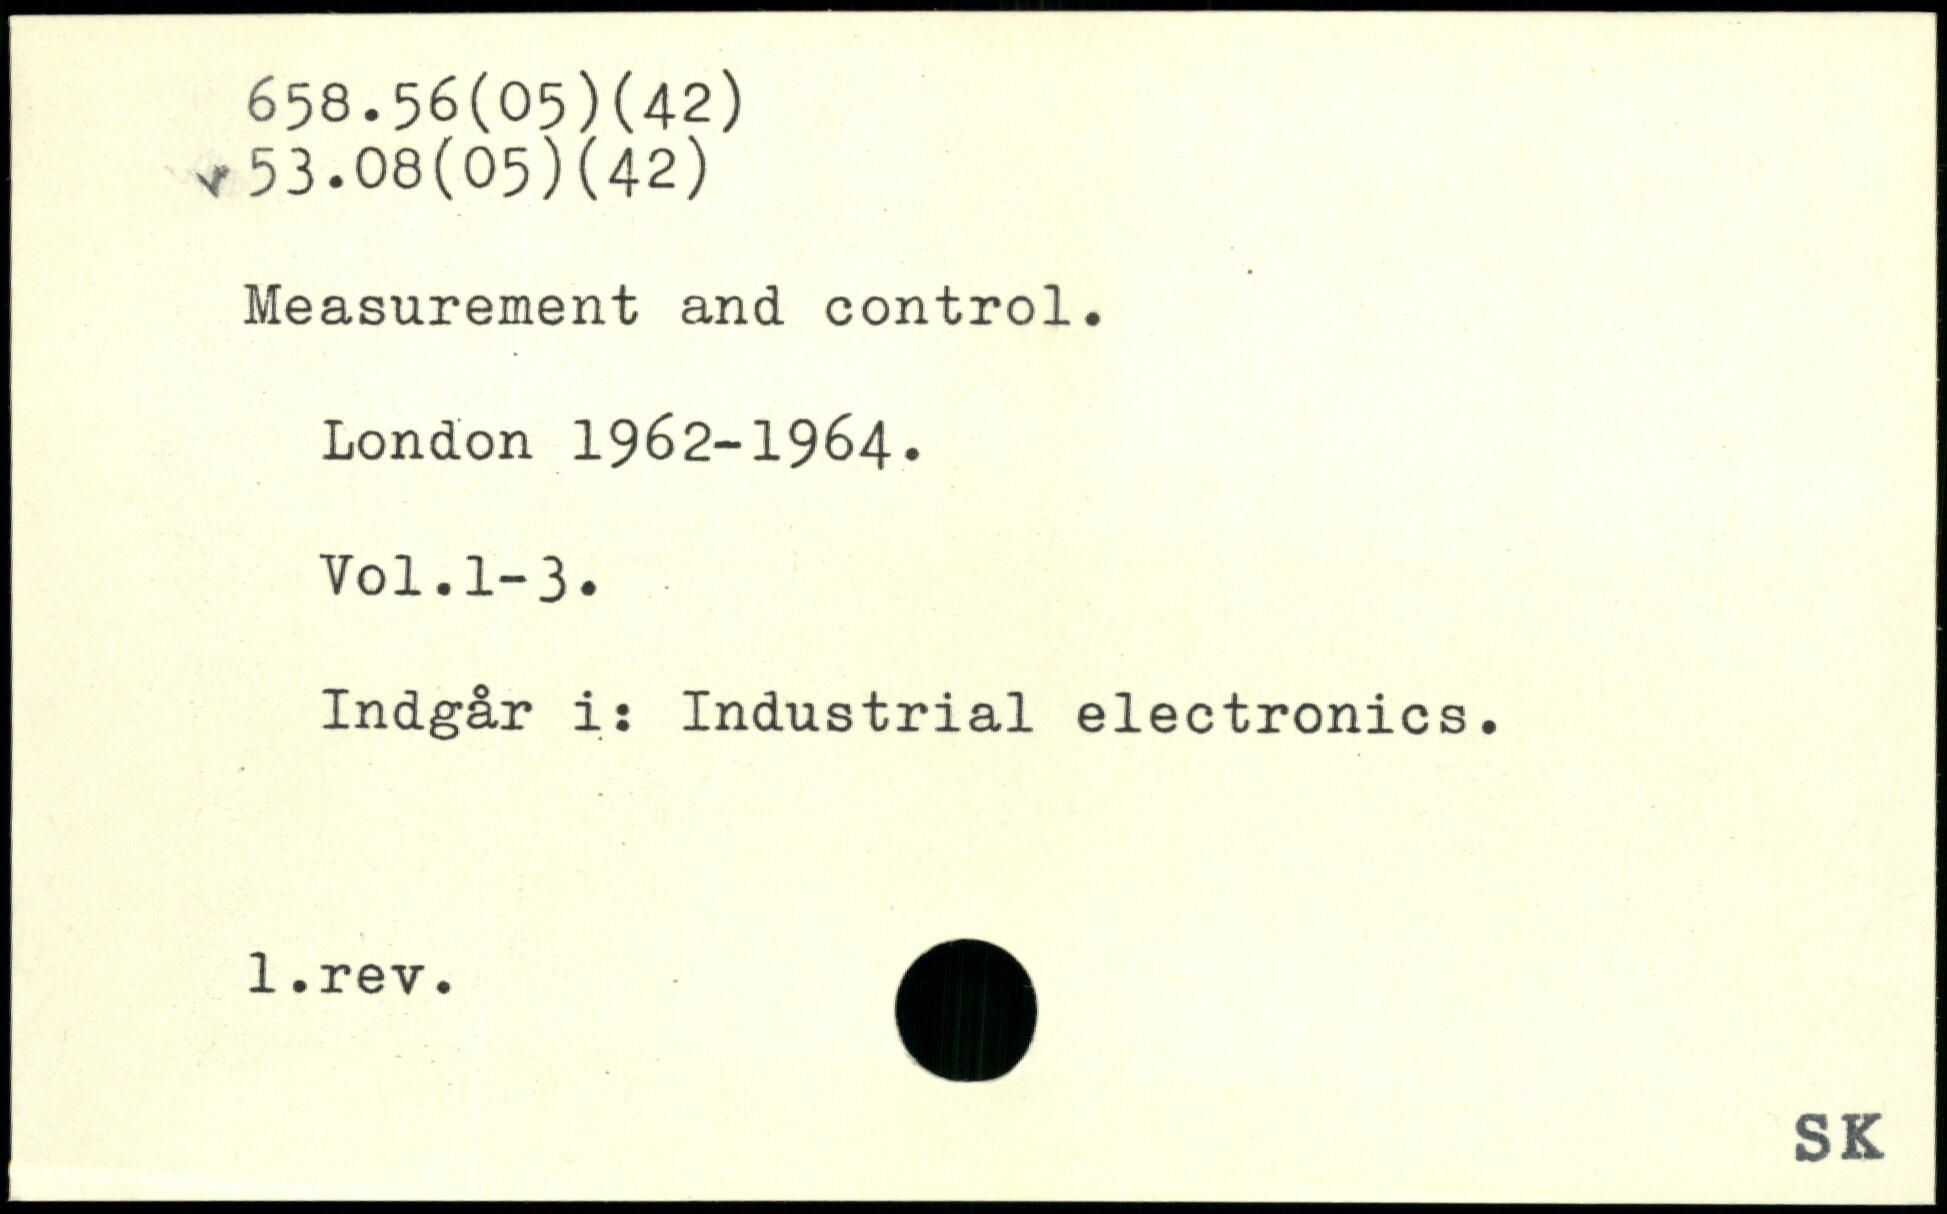 658.56(05)(42)
✓53.08(05)(42)
Measurement and control.
London 1962-1964.
Vol.1-3.
Indgår i: Industrial electronics.
1.rev.
SK